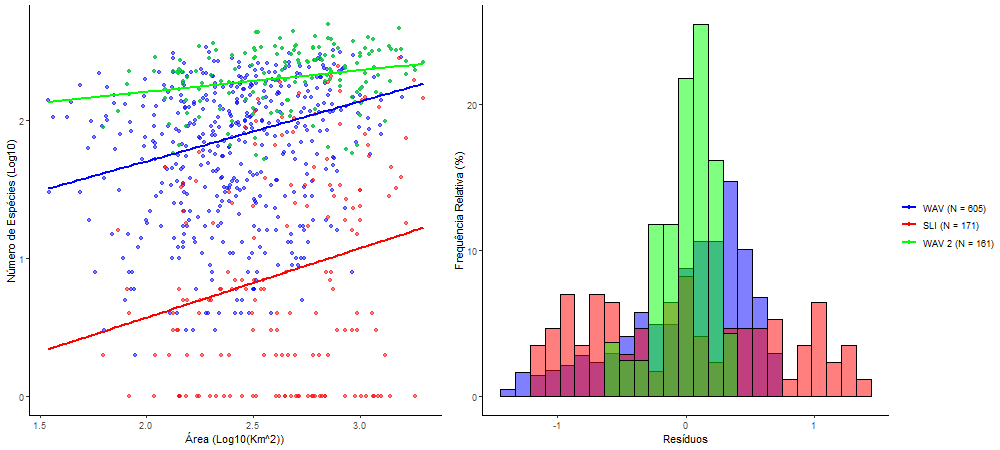 Número de Espécies (Log10)
2
1
0
1.5 2.0 2.5 3.0
Área (Log10(Km^2))
Frequência Relativa (%)
20
10
0
-1 0 1
Resíduos
WAV (N = 605)
SLI (N = 171)
WAV 2 (N = 161)